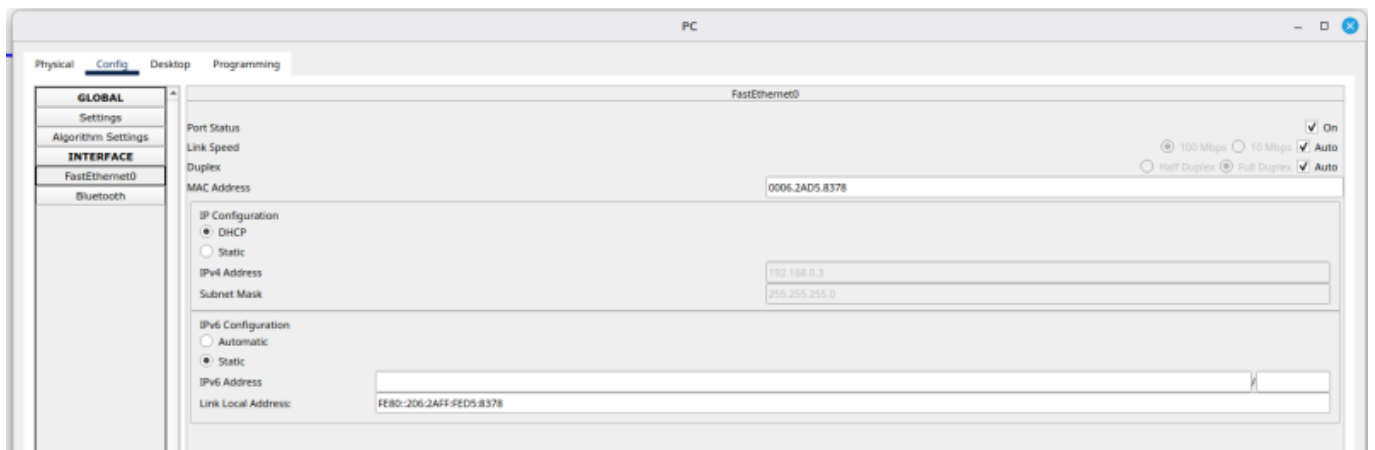 PC
Physical Config Desktop Programming
GLOBAL
Settings
Algorithm Settings
INTERFACE
FastEthernet0
Bluetooth
FastEthernet0
Port Status On
Link Speed 100 Mbps 10 Mbps Auto
Duplex Half Duplex Full Duplex Auto
MAC Address 0006.2AD5.8378
IP Configuration
DHCP
Static
IPv4 Address 192.168.0.3
Subnet Mask 255.255.255.0
IPv6 Configuration
Automatic
Static
IPv6 Address /
Link Local Address: FE80::206:2AFF:FED5:8378